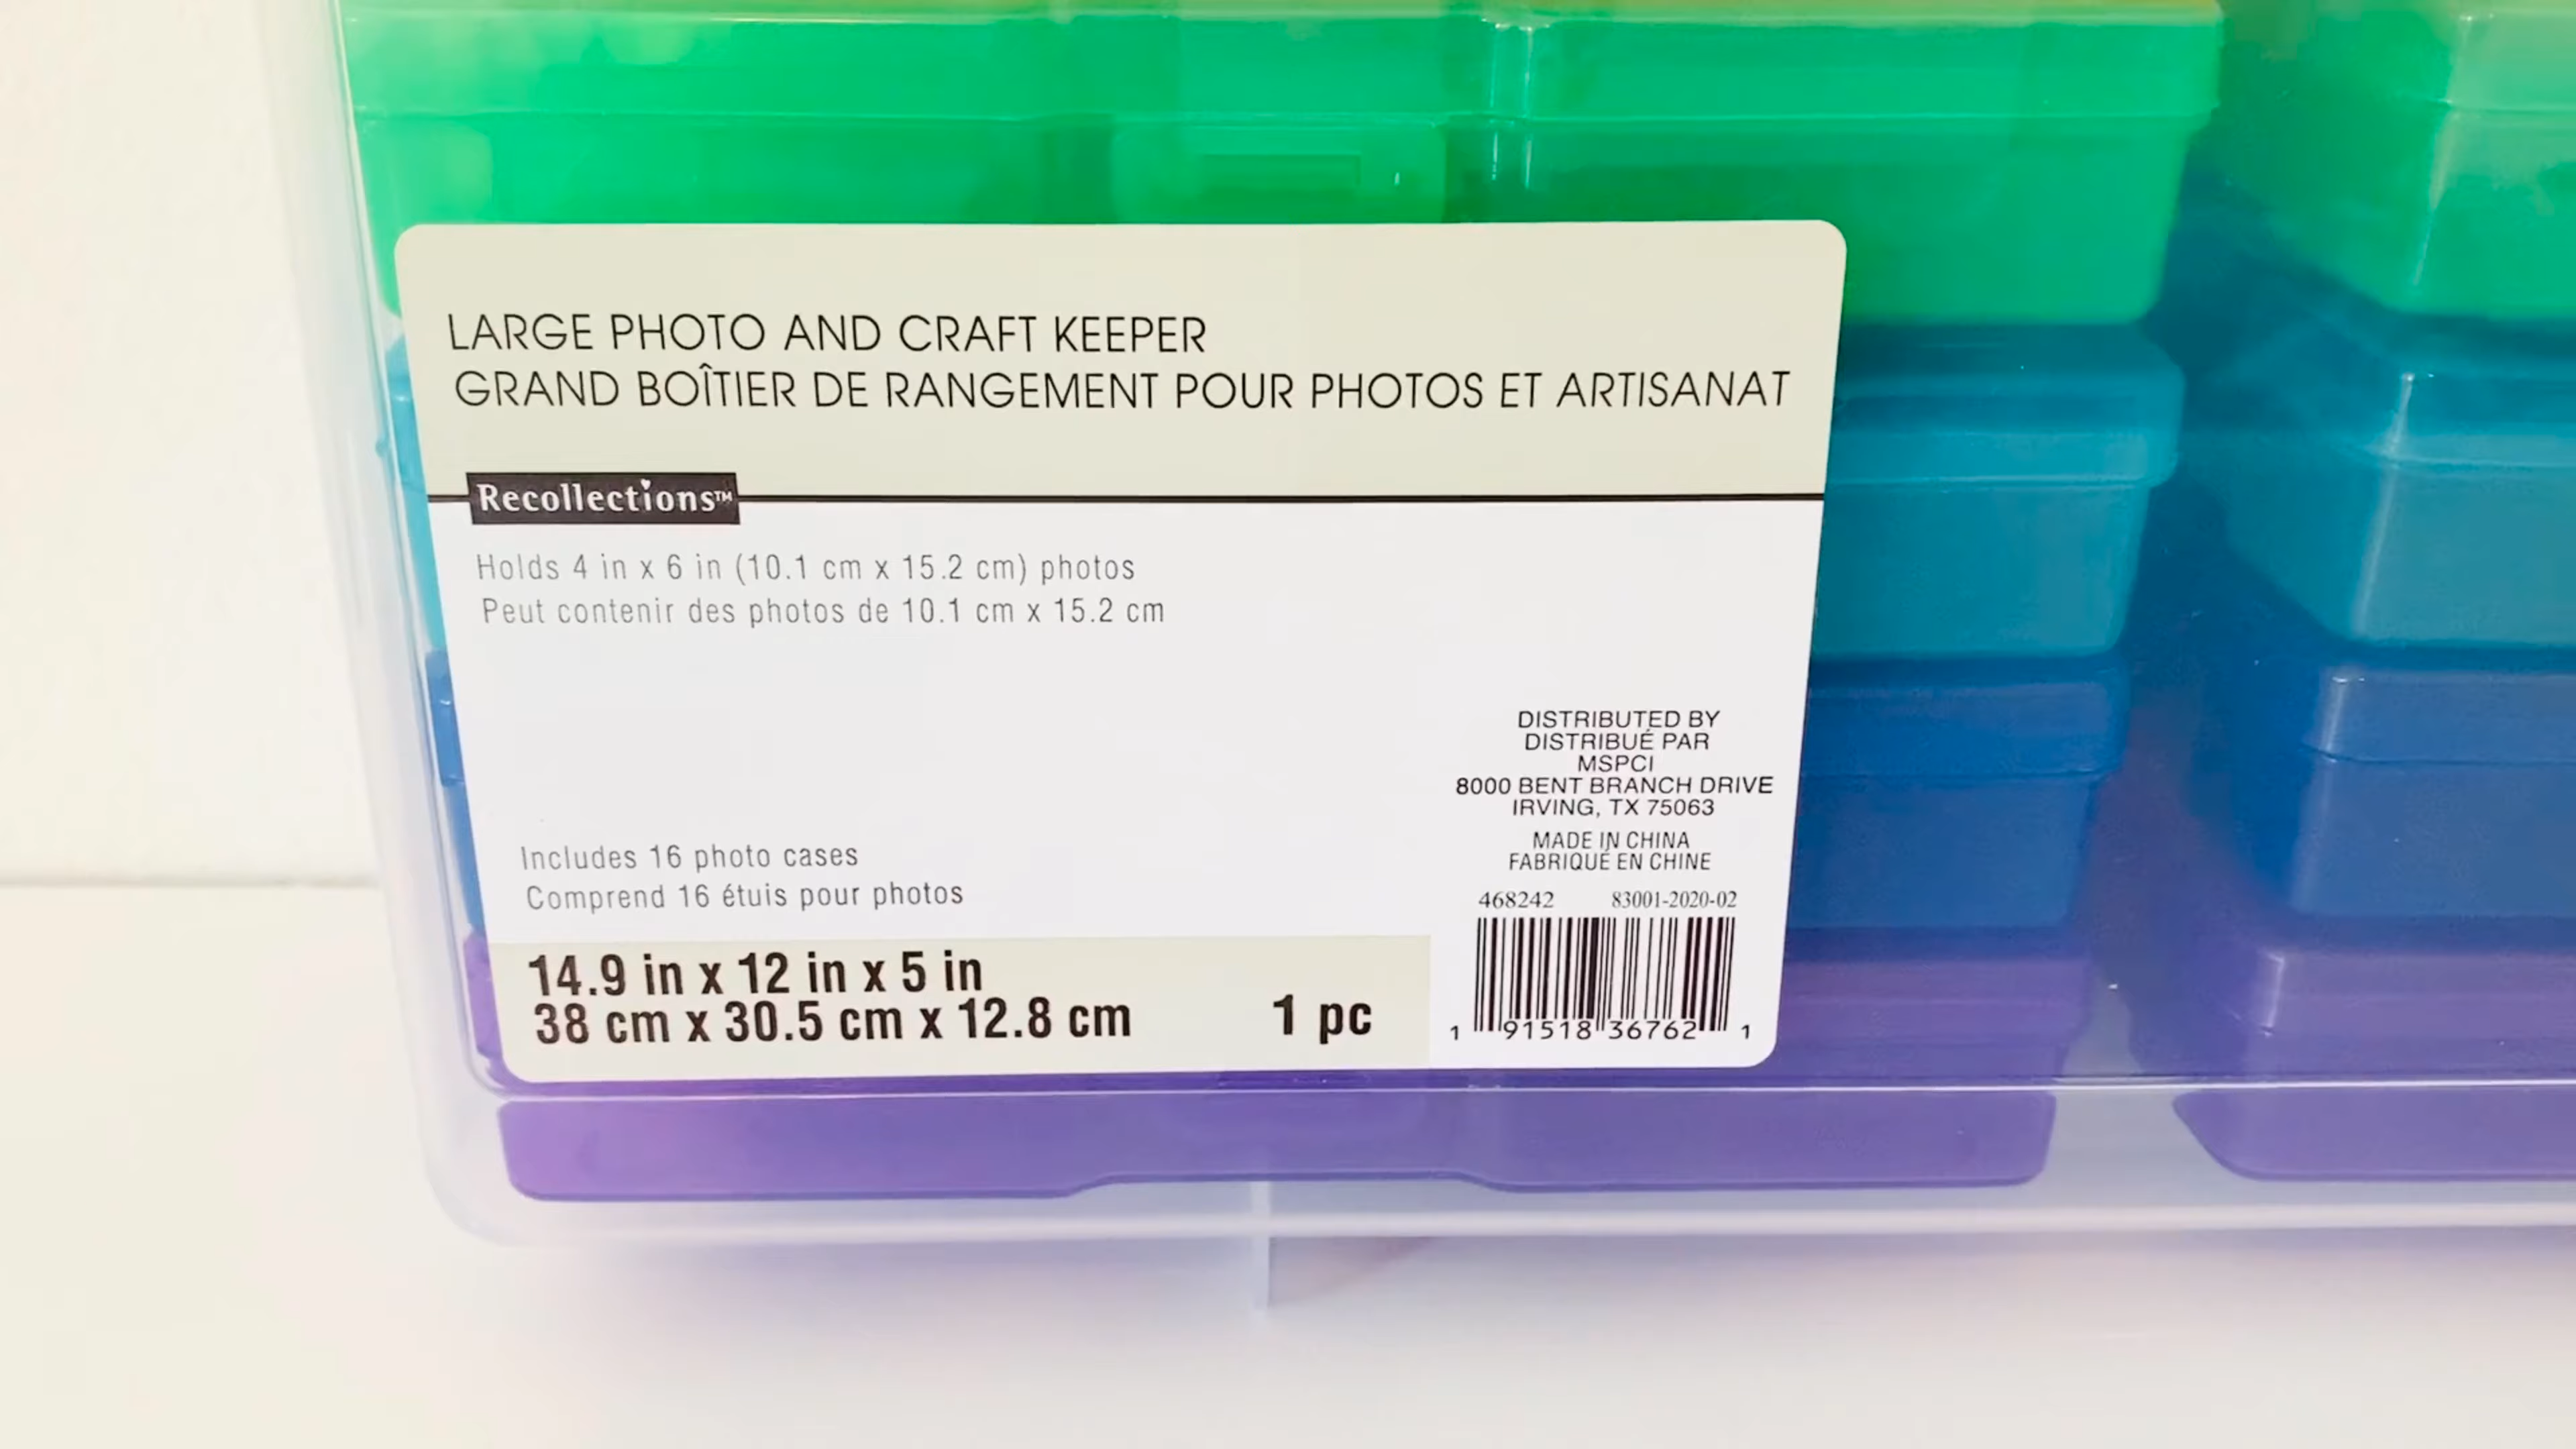 LARGE PHOTO AND CRAFT KEEPER
GRAND BOÎTIER DE RANGEMENT POUR PHOTOS ET ARTISANAT
Recollections™
Holds 4 in x 6 in (10.1 cm x 15.2 cm) photos
Peut contenir des photos de 10.1 cm x 15.2 cm
DISTRIBUTED BY
DISTRIBUÉ PAR
MSPCI
8000 BENT BRANCH DRIVE
IRVING, TX 75063
MADE IN CHINA
FABRIQUÉ EN CHINE
Includes 16 photo cases
Comprend 16 étuis pour photos
468242 83001-2020-02
14.9 in x 12 in x 5 in
38 cm x 30.5 cm x 12.8 cm
1 pc
1 91518 36762 1